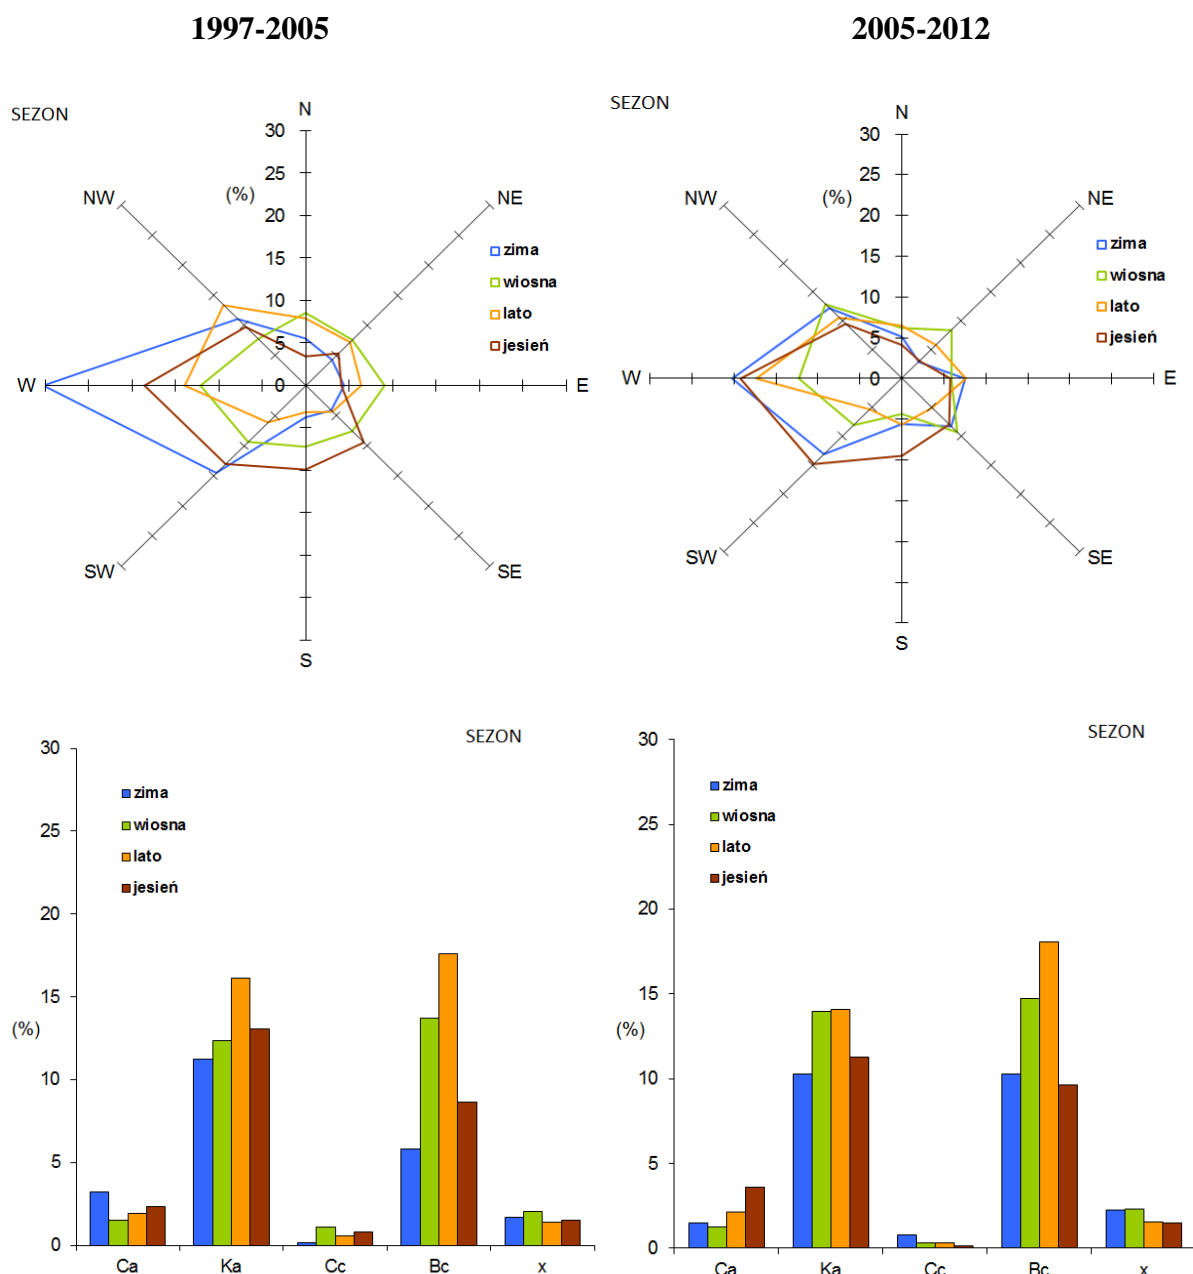 1997-2005
2005-2012
SEZON
N
30
25
20
15
10
5
0
(%)
NW
NE
W
E
SW
SE
S
zima
wiosna
lato
jesień
SEZON
N
30
25
20
15
10
5
0
(%)
NW
NE
W
E
SW
SE
S
zima
wiosna
lato
jesień
SEZON
30
25
20
15
(%)
10
5
0
zima
wiosna
lato
jesień
Ca Ka Cc Bc x
SEZON
30
25
20
15
(%)
10
5
0
zima
wiosna
lato
jesień
Ca Ka Cc Bc x